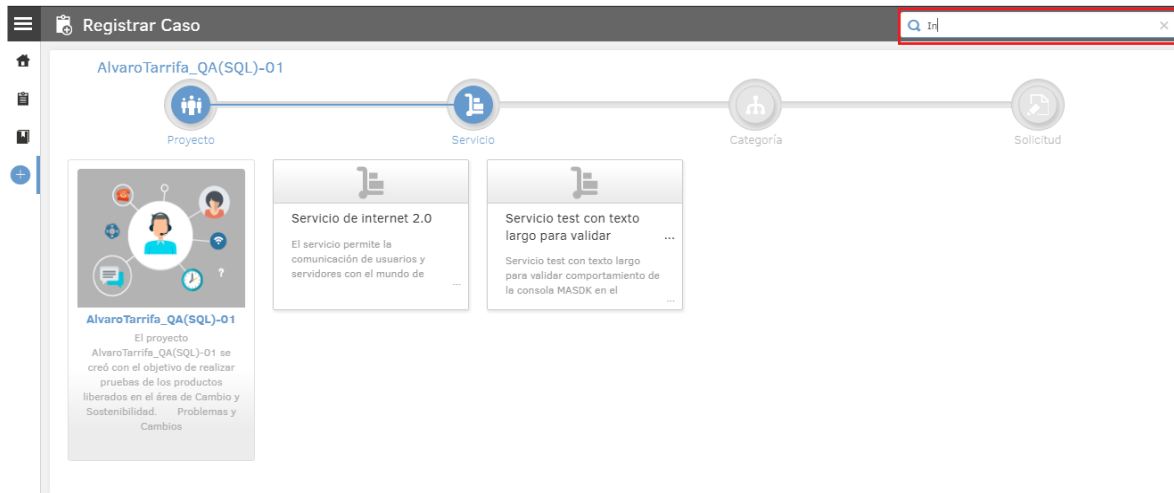 Registrar Caso
In
AlvaroTarrifa_QA(SQL)-01
Proyecto
Servicio
Categoría
Solicitud
?
AlvaroTarrifa_QA(SQL)-01
El proyecto
AlvaroTarrifa_QA(SQL)-01 se
creó con el objetivo de realizar
pruebas de los productos
liberados en el área de Cambio y
Sostenibilidad. Problemas y
Cambios
Servicio de internet 2.0
El servicio permite la
comunicación de usuarios y
servidores con el mundo de
...
Servicio test con texto
largo para validar ...
Servicio test con texto largo
para validar comportamiento de
la consola MASDK en el
...